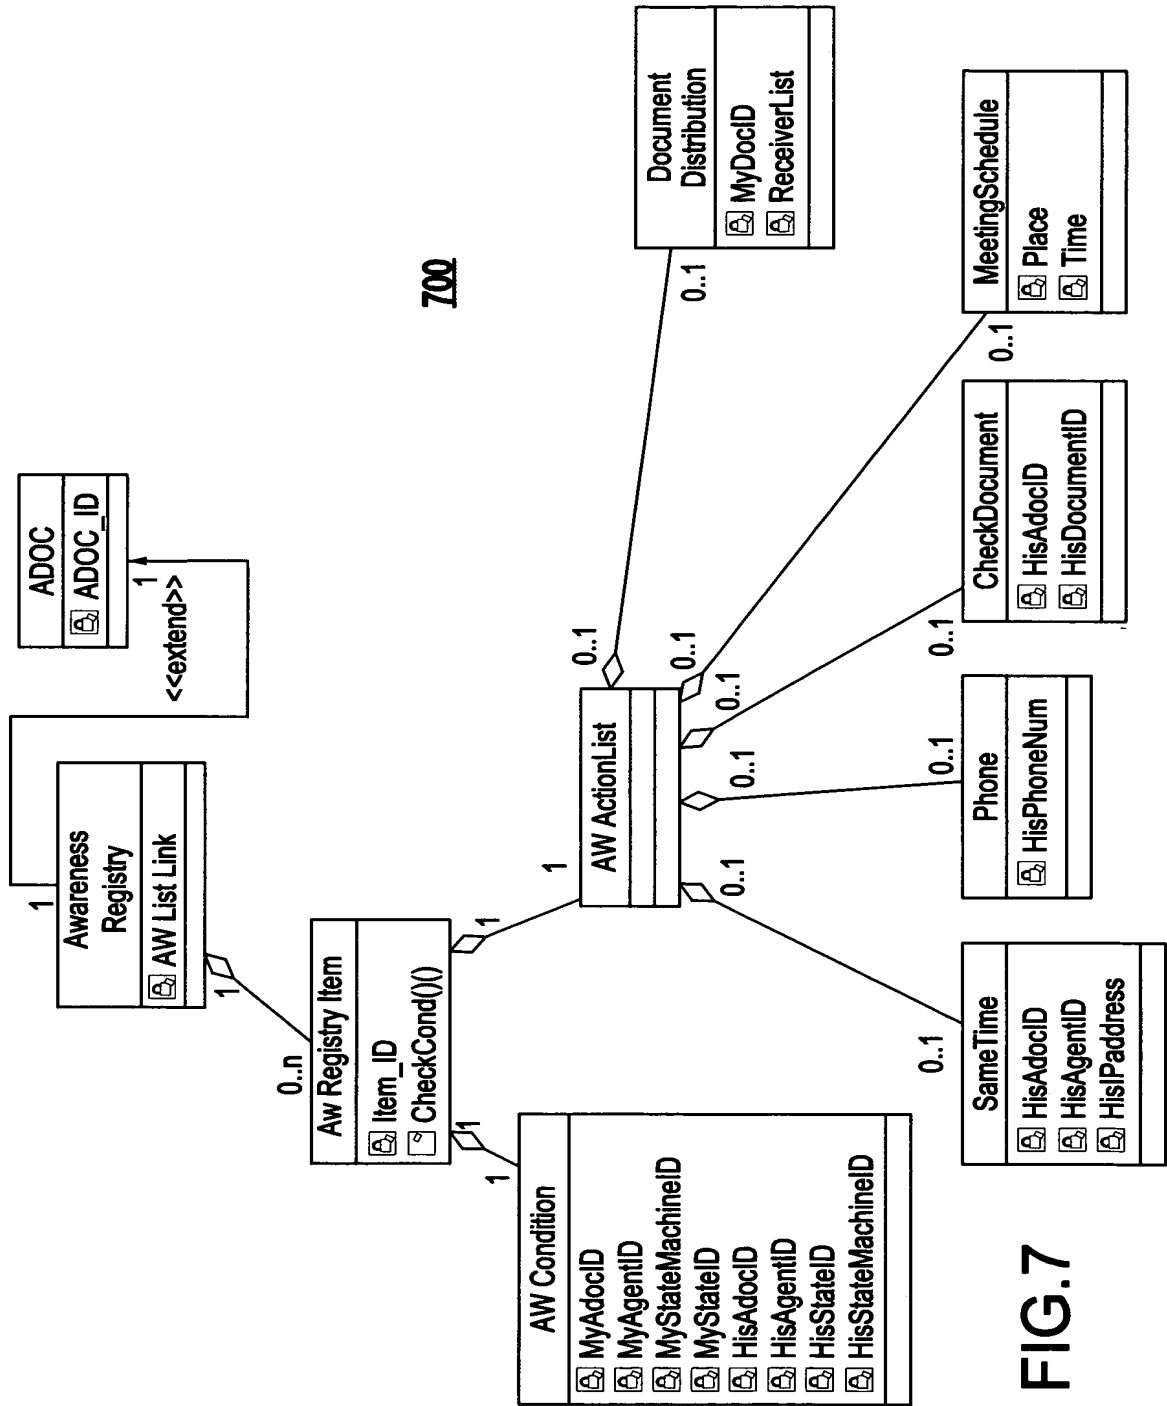 700
ADOC
ADOC_ID
1
<<extend>>
1
Awareness
Registry
AW List Link
1
0..n
Aw Registry Item
Item_ID
CheckCond()()
1
1
AW Condition
MyAdocID
MyAgentID
MyStateMachineID
MyStateID
HisAdocID
HisAgentID
HisStateID
HisStateMachineID
1
1
AW ActionList
0..1
0..1
0..1
0..1
0..1
0..1
SameTime
HisAdocID
HisAgentID
HisIPaddress
0..1
Phone
HisPhoneNum
0..1
CheckDocument
HisAdocID
HisDocumentID
0..1
MeetingSchedule
Place
Time
0..1
Document
Distribution
MyDocID
ReceiverList
FIG.7